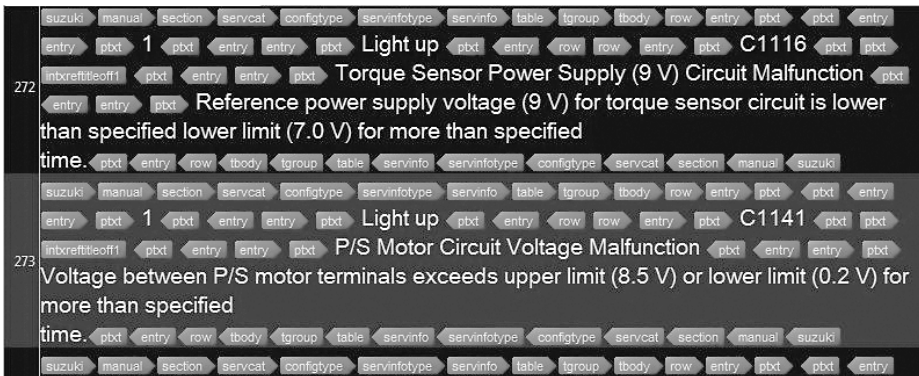 suzuki manual section servcat configtype servinfotype servinfo table tgroup tbody row entry ptxt ptxt entry
entry ptxt 1 ptxt entry entry ptxt Light up ptxt entry row row entry ptxt C1116 ptxt ptxt
272 intxreftitleoff1 ptxt entry entry ptxt Torque Sensor Power Supply (9 V) Circuit Malfunction ptxt
entry entry ptxt Reference power supply voltage (9 V) for torque sensor circuit is lower
than specified lower limit (7.0 V) for more than specified
time. ptxt entry row tbody tgroup table servinfo servinfotype configtype servcat section manual suzuki
suzuki manual section servcat configtype servinfotype servinfo table tgroup tbody row entry ptxt ptxt entry
entry ptxt 1 ptxt entry entry ptxt Light up ptxt entry row row entry ptxt C1141 ptxt ptxt
273 intxreftitleoff1 ptxt entry entry ptxt P/S Motor Circuit Voltage Malfunction ptxt entry entry ptxt
Voltage between P/S motor terminals exceeds upper limit (8.5 V) or lower limit (0.2 V) for
more than specified
time. ptxt entry row tbody tgroup table servinfo servinfotype configtype servcat section manual suzuki
suzuki manual section servcat configtype servinfotype servinfo table tgroup tbody row entry ptxt ptxt entry